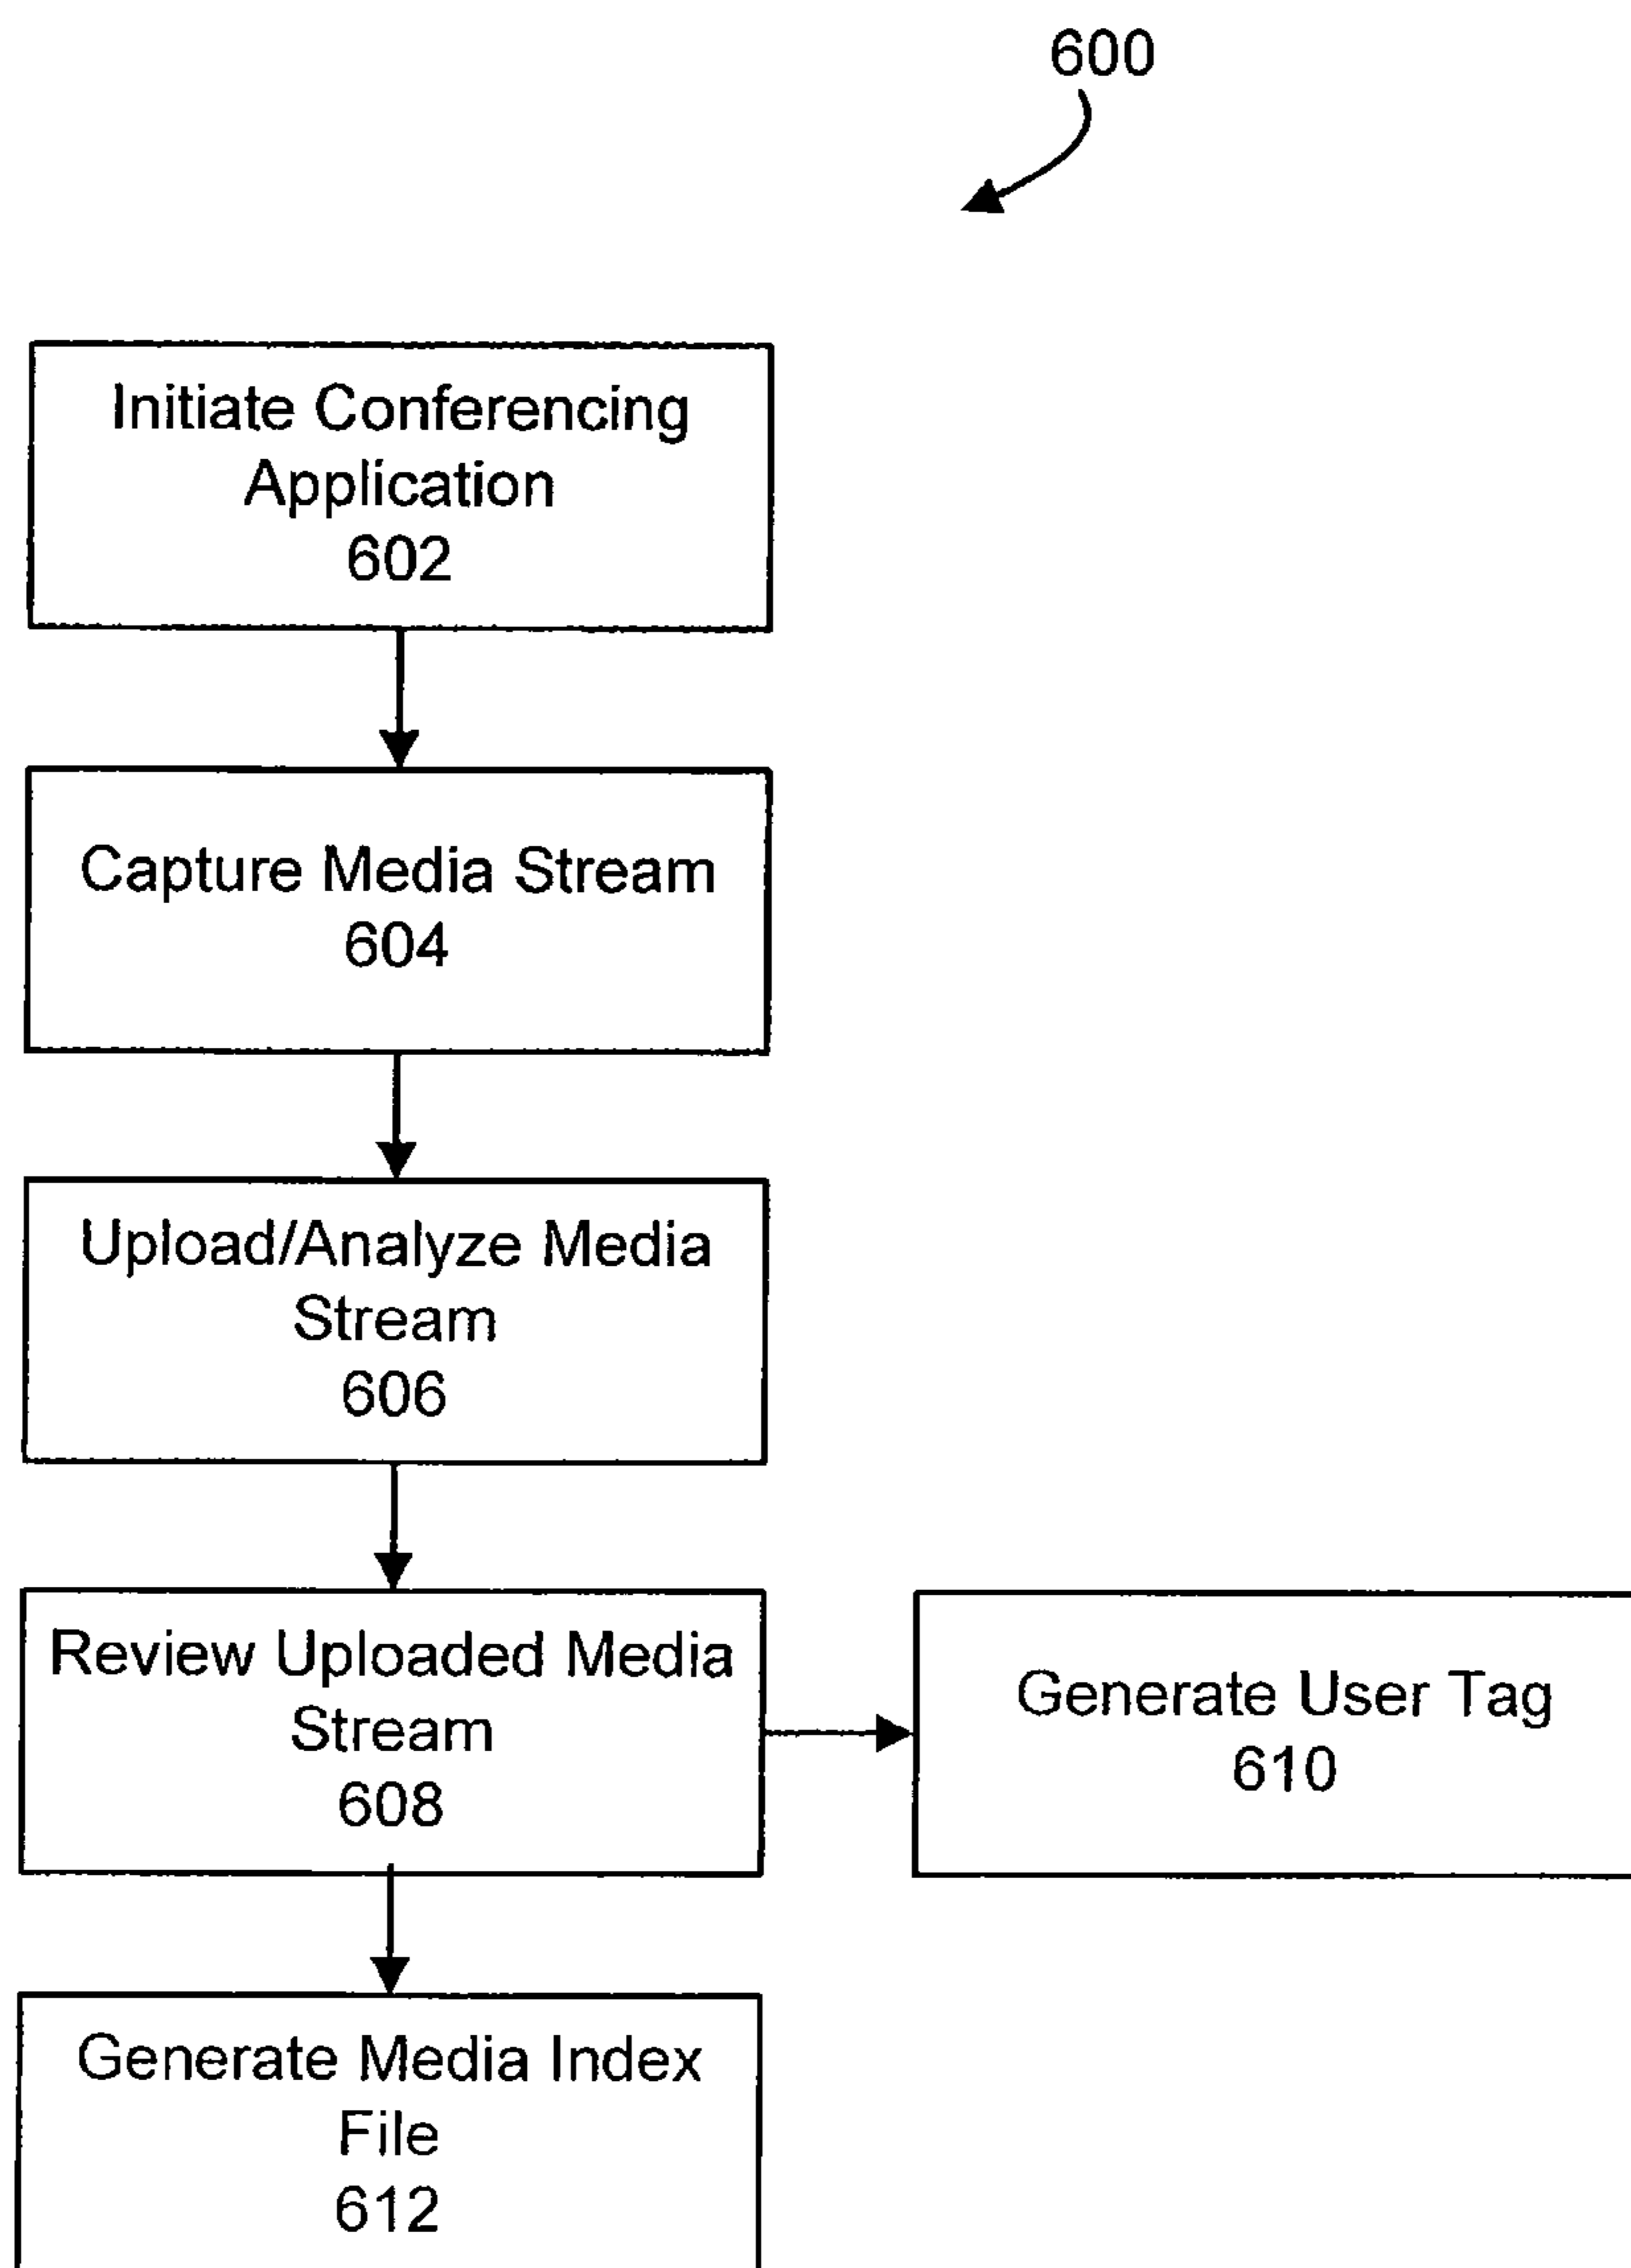 600
Initiate Conferencing
Application
602
Capture Media Stream
604
Upload/Analyze Media
Stream
606
Review Uploaded Media
Stream
608
Generate User Tag
610
Generate Media Index
File
612